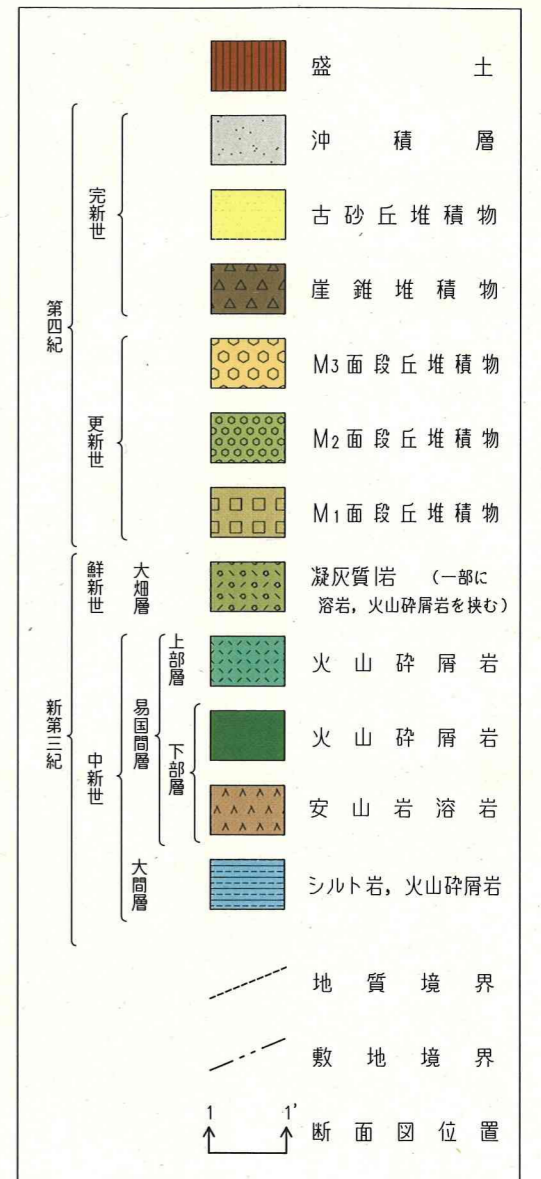 盛土
沖積層
古砂丘堆積物
崖錐堆積物
M3面段丘堆積物
M2面段丘堆積物
M1面段丘堆積物
凝灰質|岩 (一部に
溶岩,火山砕屑岩を挟む)
火山砕屑岩
火山砕屑岩
安山岩溶岩
シルト岩,火山砕屑岩
地質境界
敷地境界
1 1'
断面図位置
第四紀
完新世
更新世
新第三紀
鮮新世
大畑層
中新世
易国間層
上部層
下部層
大間層